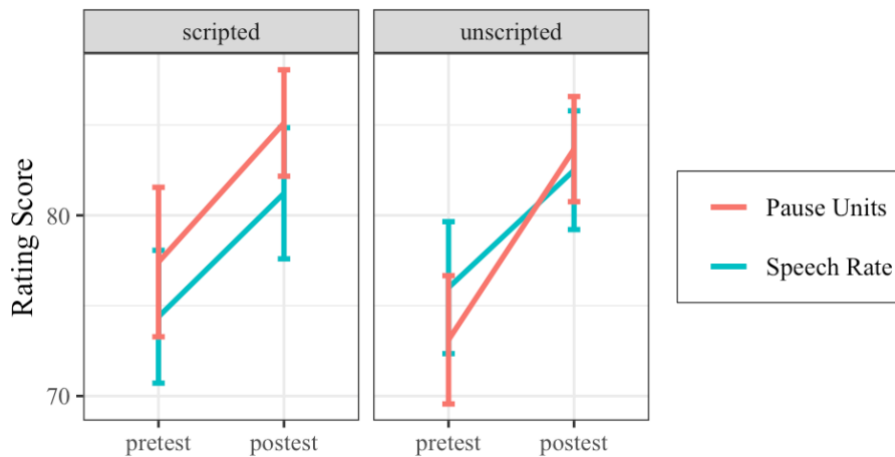 scripted
unscripted
Rating Score
80
70
pretest
postest
pretest
postest
Pause Units
Speech Rate